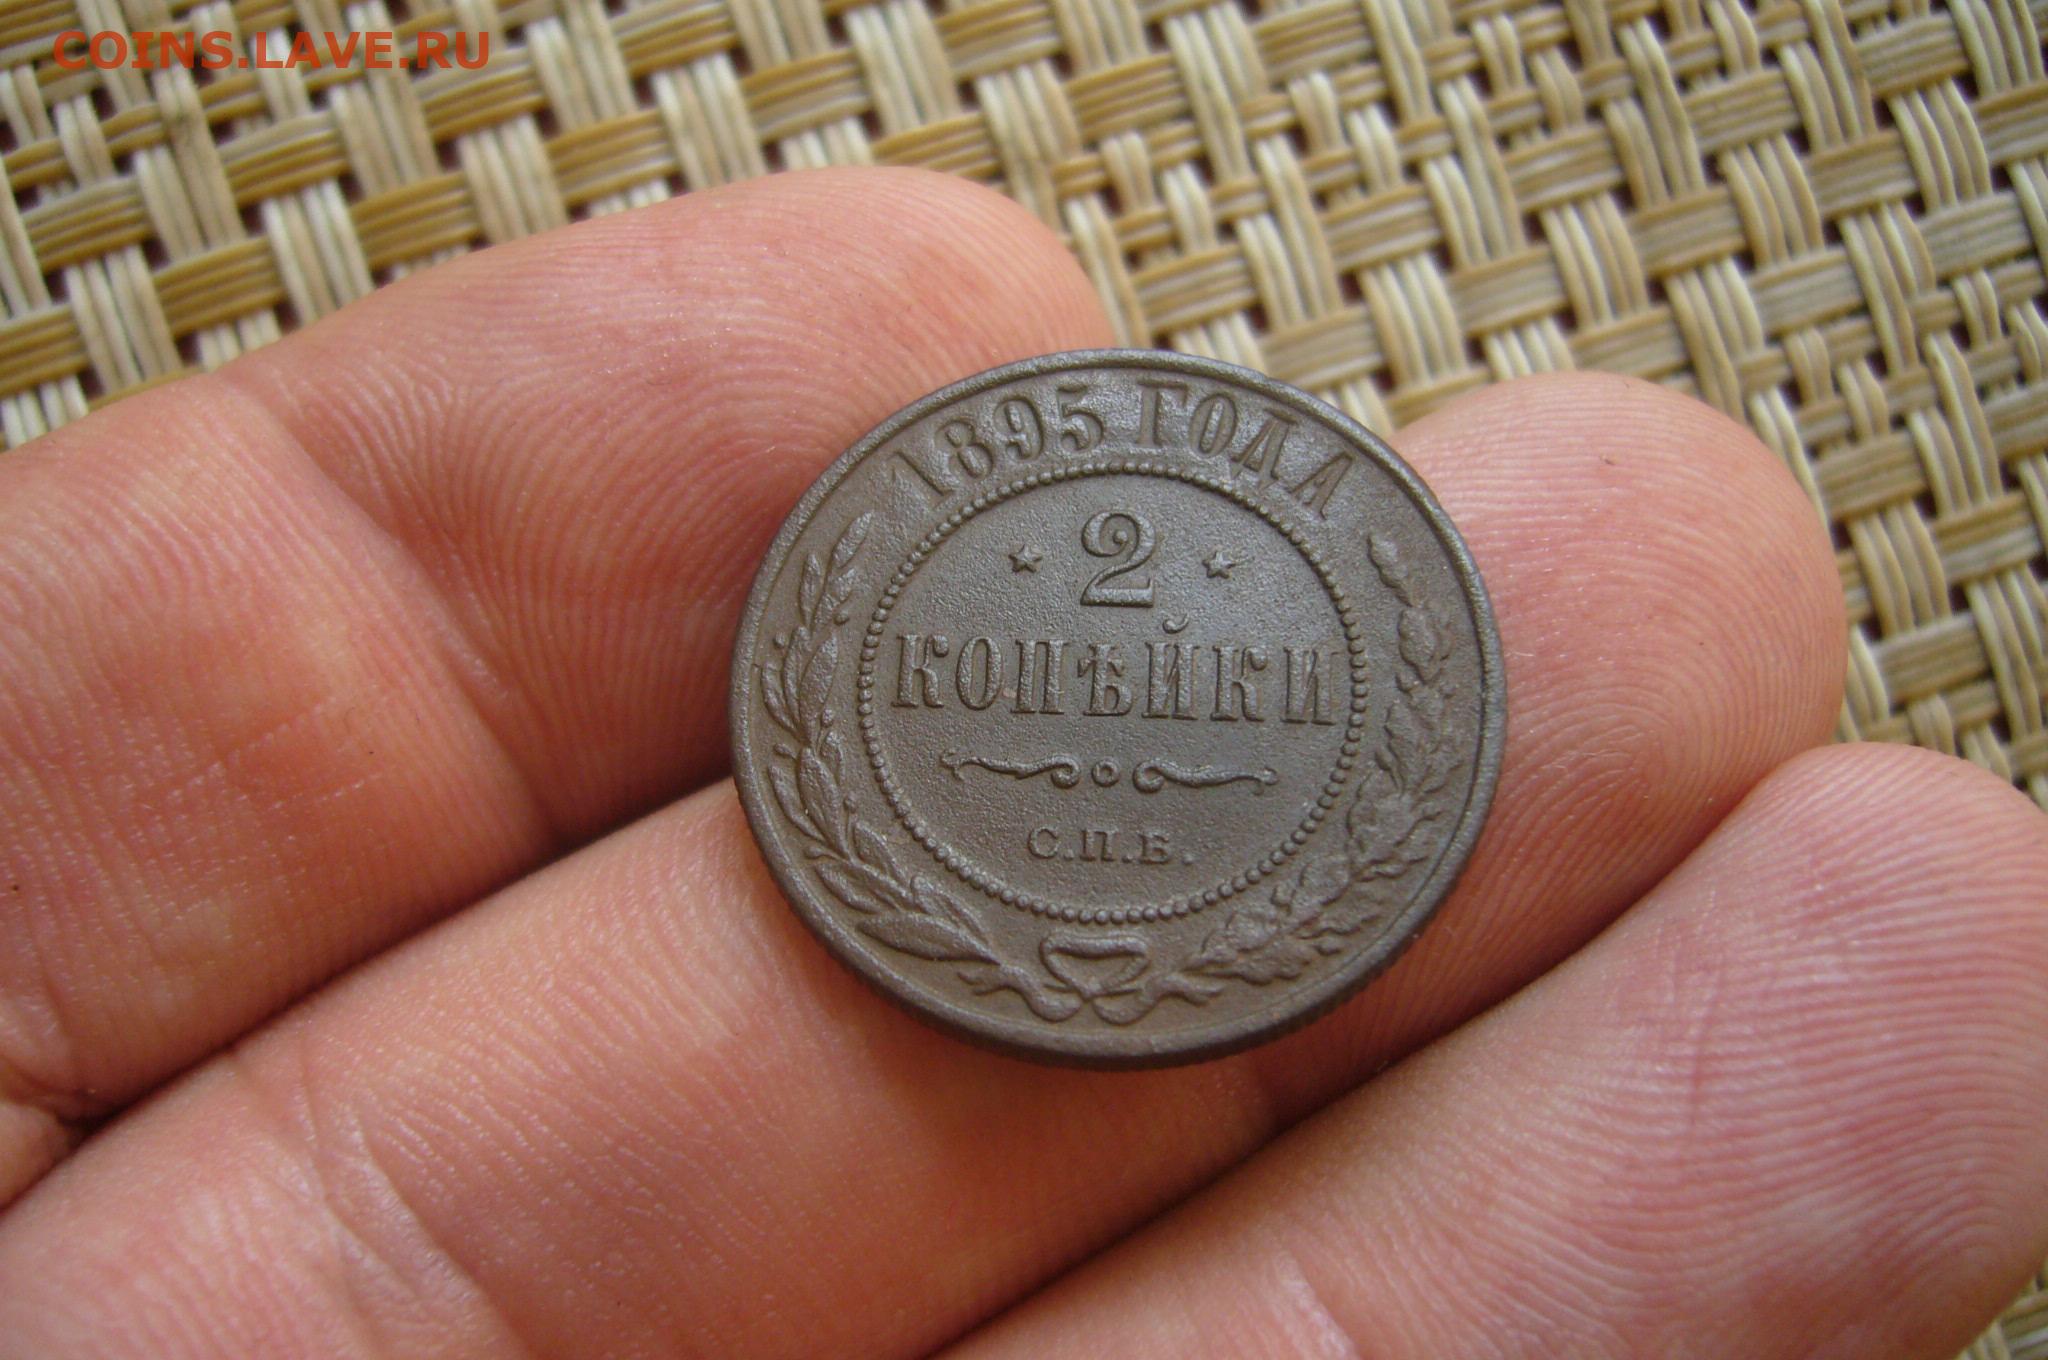 COINS.LAVE.RU
1895 ГОДА
2
КОПѢЙКИ
С.П.Б.